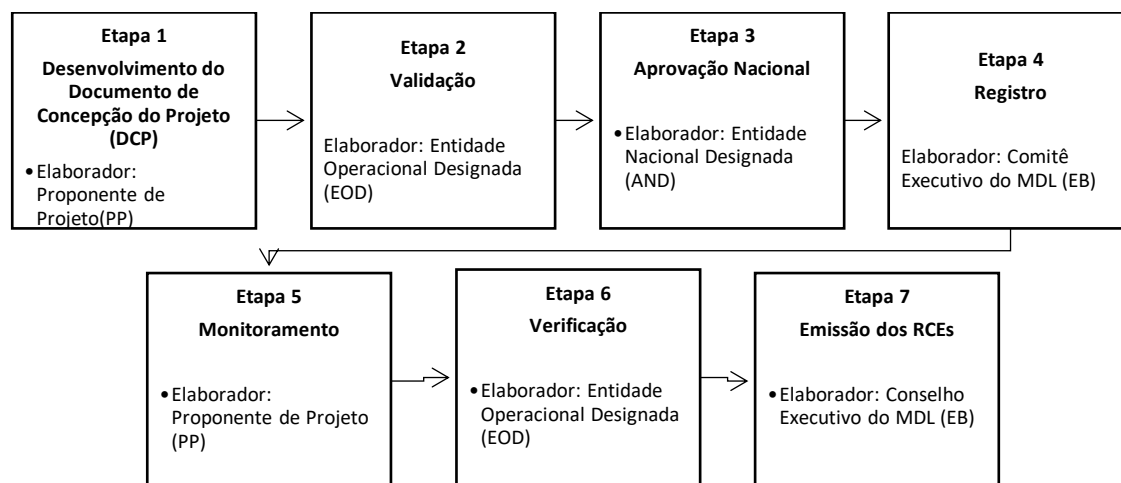 Etapa 1
Desenvolvimento do
Documento de
Concepção do Projeto
(DCP)
•Elaborador:
Proponente de
Projeto(PP)
Etapa 2
Validação
Elaborador: Entidade
Operacional Designada
(EOD)
Etapa 3
Aprovação Nacional
•Elaborador: Entidade
Nacional Designada
(AND)
Etapa 4
Registro
Elaborador: Comitê
Executivo do MDL (EB)
Etapa 5
Monitoramento
•Elaborador:
Proponente de Projeto
(PP)
Etapa 6
Verificação
•Elaborador: Entidade
Operacional Designada
(EOD)
Etapa 7
Emissão dos RCEs
•Elaborador: Conselho
Executivo do MDL (EB)